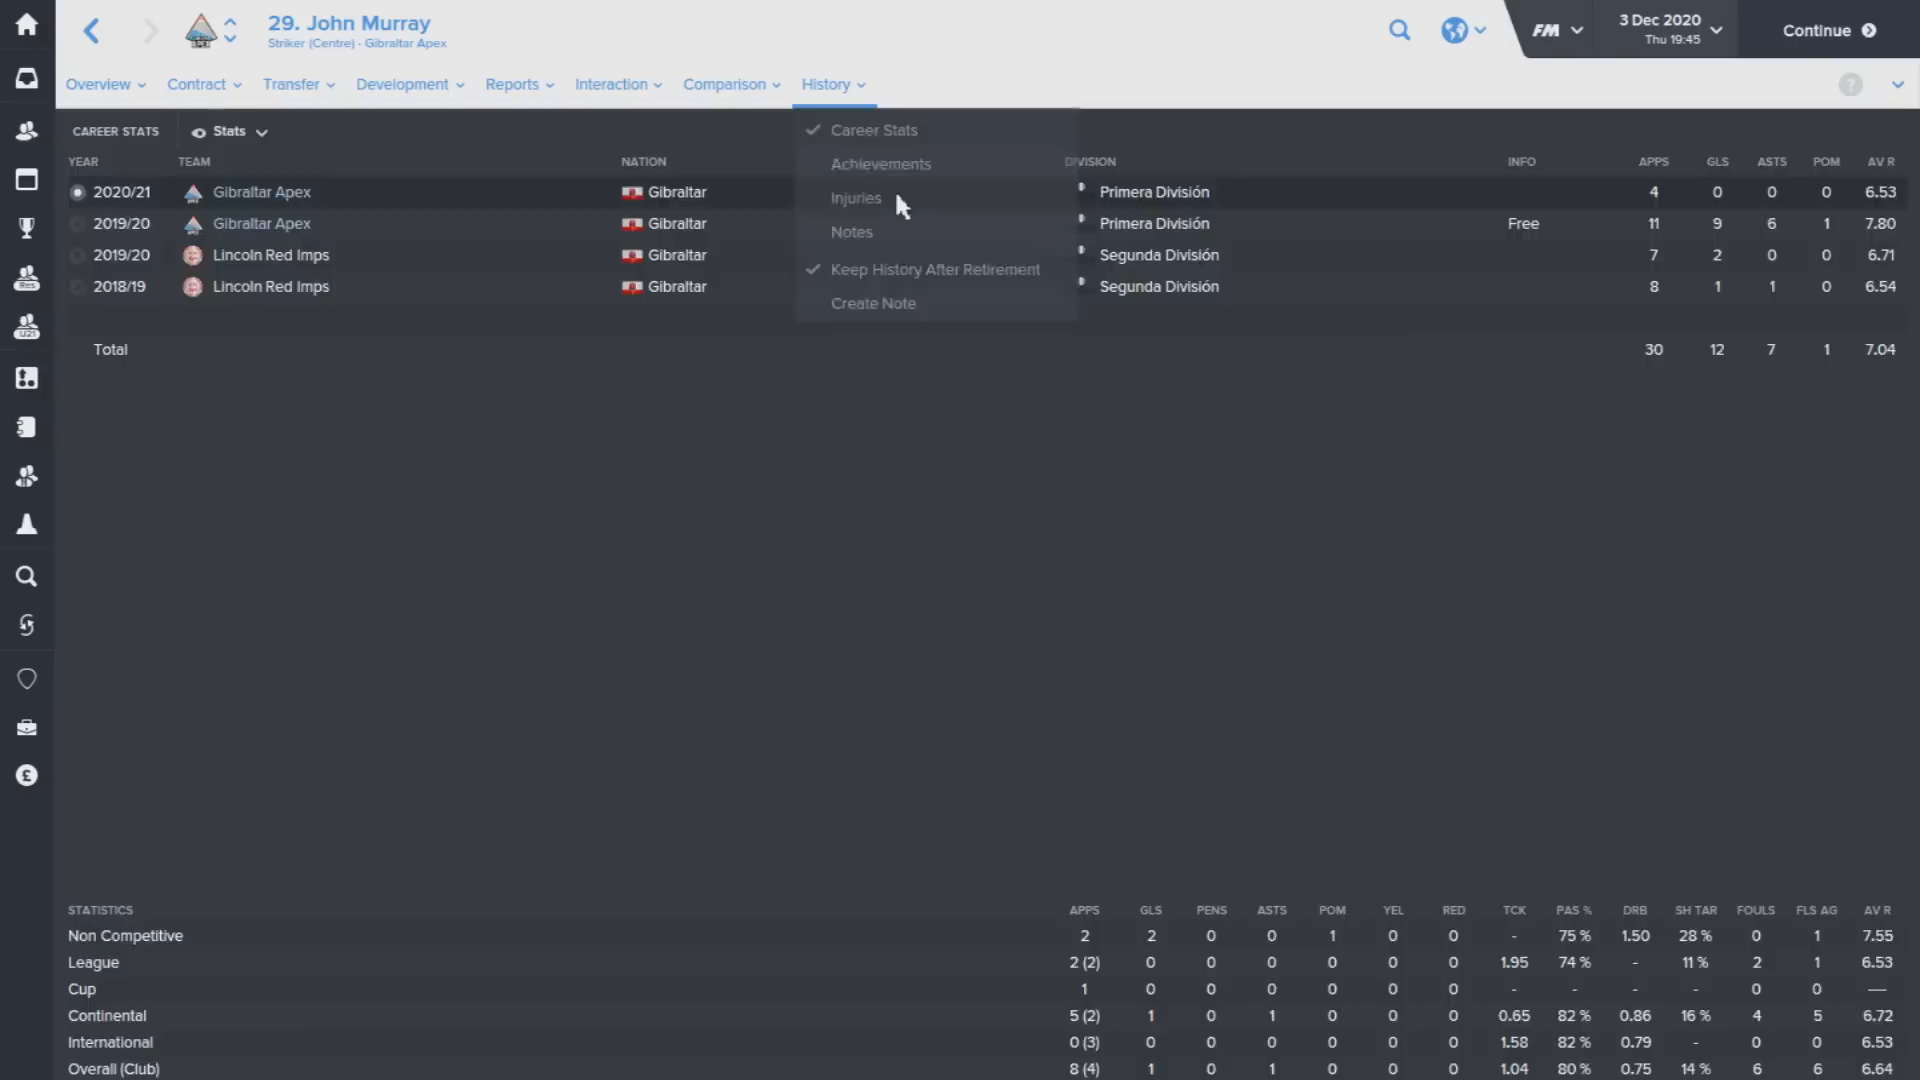 29. John Murray
Striker (Centre) - Gibraltar Apex
FM
3 Dec 2020
Thu 19:45
Continue
Overview
Contract
Transfer
Development
Reports
Interaction
Comparison
History
?
CAREER STATS
Stats
Career Stats
Achievements
Injuries
Notes
Keep History After Retirement
Create Note
YEAR TEAM NATION DIVISION INFO APPS GLS ASTS POM AV R
2020/21 Gibraltar Apex Gibraltar Primera División 4 0 0 0 6.53
2019/20 Gibraltar Apex Gibraltar Primera División Free 11 9 6 1 7.80
2019/20 Lincoln Red Imps Gibraltar Segunda División 7 2 0 0 6.71
2018/19 Lincoln Red Imps Gibraltar Segunda División 8 1 1 0 6.54
Total 30 12 7 1 7.04
Res
U21
£
STATISTICS APPS GLS PENS ASTS POM YEL RED TCK PAS % DRB SH TAR FOULS FLS AG AV R
Non Competitive 2 2 0 0 1 0 0 - 75 % 1.50 28 % 0 1 7.55
League 2 (2) 0 0 0 0 0 0 1.95 74 % - 11 % 2 1 6.53
Cup 1 0 0 0 0 0 0 - - - - 0 0 —
Continental 5 (2) 1 0 1 0 0 0 0.65 82 % 0.86 16 % 4 5 6.72
International 0 (3) 0 0 0 0 0 0 1.58 82 % 0.79 - 0 0 6.53
Overall (Club) 8 (4) 1 0 1 0 0 0 1.04 80 % 0.75 14 % 6 6 6.64